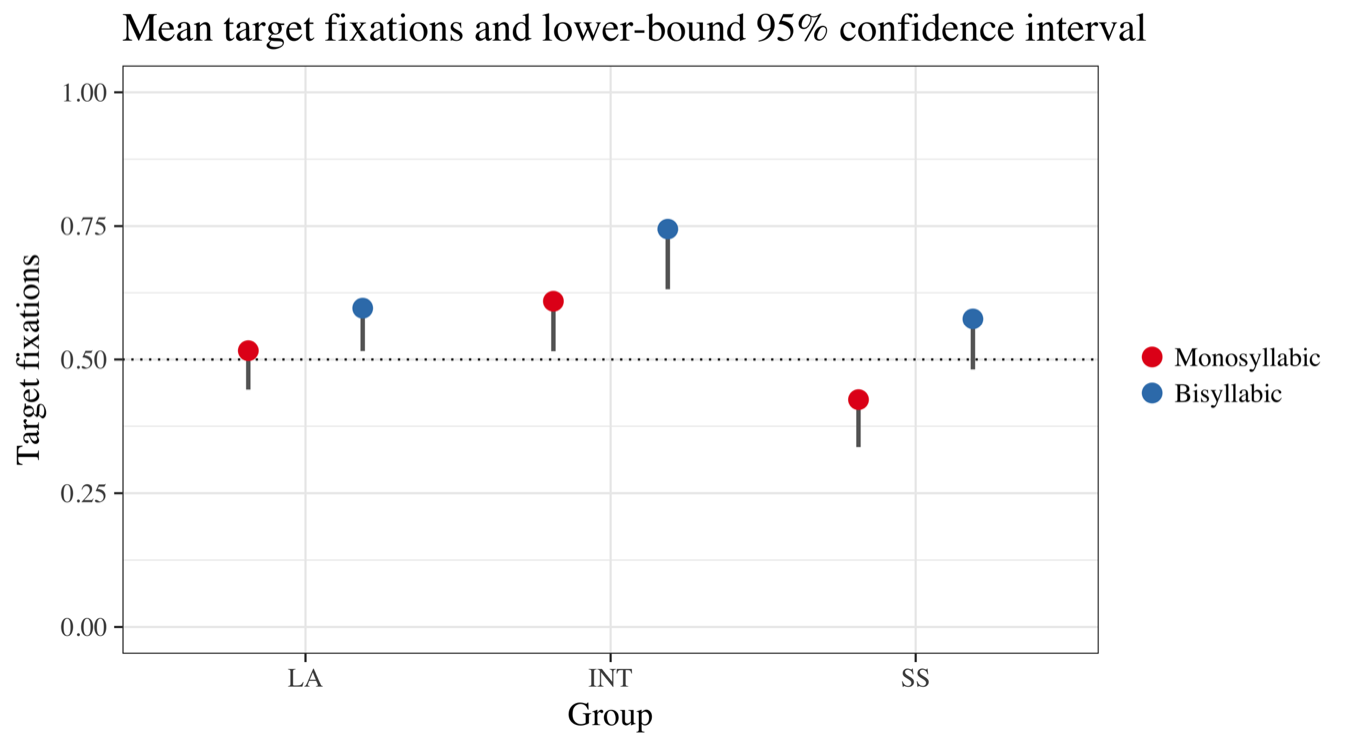 Mean target fixations and lower-bound 95% confidence interval
1.00
0.75
0.50
0.25
0.00
Target fixations
LA INT SS
Group
Monosyllabic
Bisyllabic